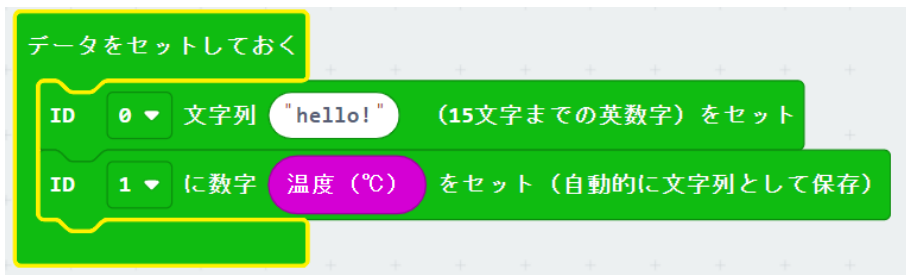 データをセットしておく
ID 0 文字列 "hello!" (15文字までの英数字) をセット
ID 1 に数字 温度 (℃) をセット (自動的に文字列として保存)